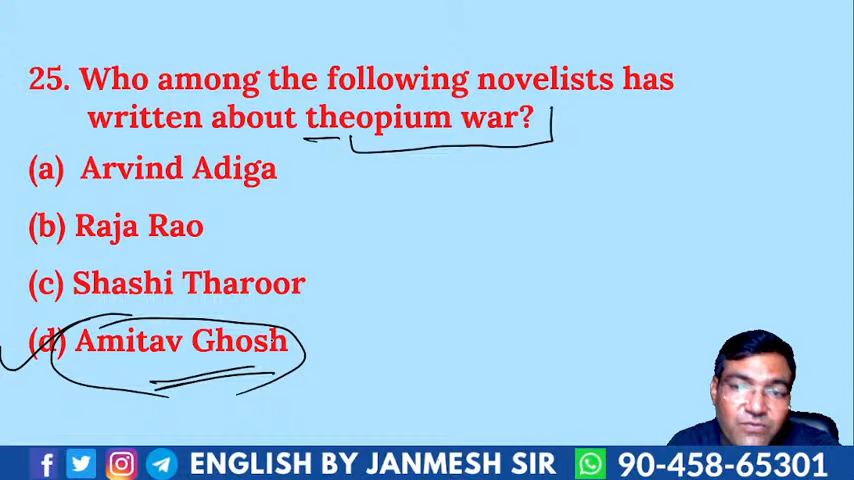 25. Who among the following novelists has
written about theopium war?
(a) Arvind Adiga
(b) Raja Rao
(c) Shashi Tharoor
(d) Amitav Ghosh
ENGLISH BY JANMESH SIR 90-458-65301